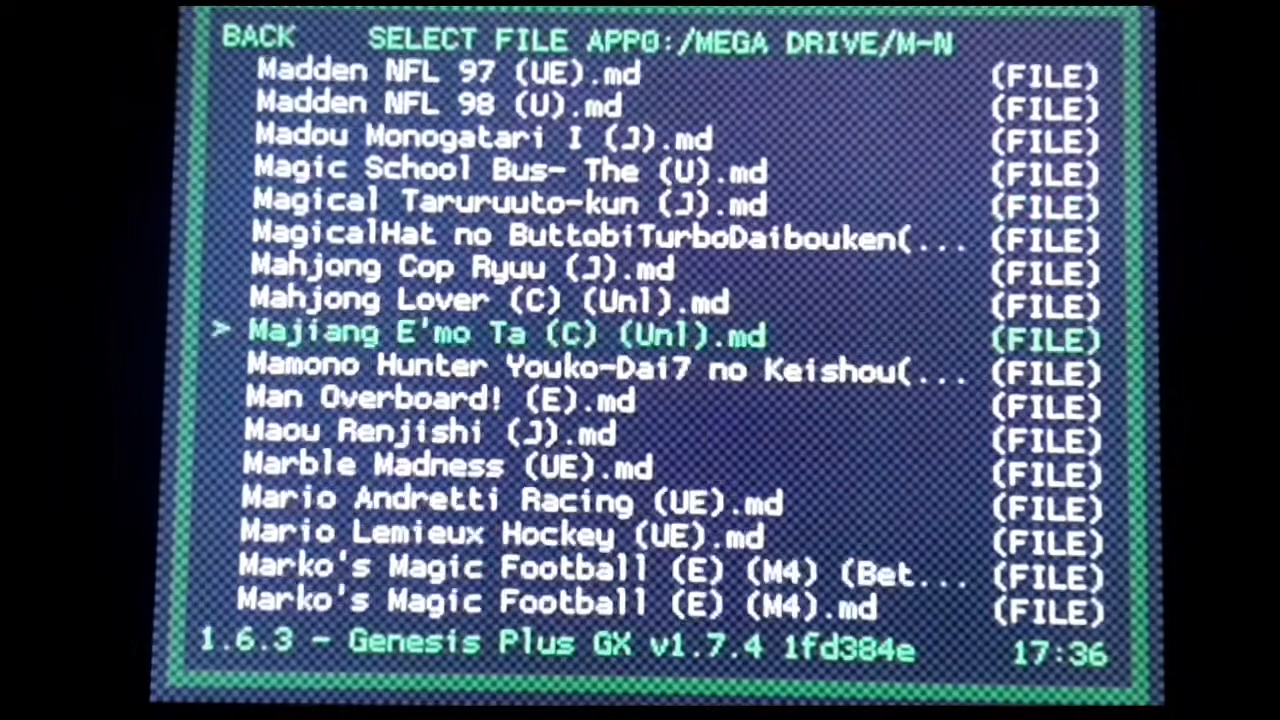 BACK SELECT FILE APP0:/MEGA DRIVE/M-N
Madden NFL 97 (UE).md (FILE)
Madden NFL 98 (U).md (FILE)
Madou Monogatari I (J).md (FILE)
Magic School Bus- The (U).md (FILE)
Magical Taruruuto-kun (J).md (FILE)
MagicalHat no ButtobiTurboDaibouken(... (FILE)
Mahjong Cop Ryuu (J).md (FILE)
Mahjong Lover (C) (Unl).md (FILE)
> Majiang E'mo Ta (C) (Unl).md (FILE)
Mamono Hunter Youko-Dai7 no Keishou(... (FILE)
Man Overboard! (E).md (FILE)
Maou Renjishi (J).md (FILE)
Marble Madness (UE).md (FILE)
Mario Andretti Racing (UE).md (FILE)
Mario Lemieux Hockey (UE).md (FILE)
Marko's Magic Football (E) (M4) (Bet... (FILE)
Marko's Magic Football (E) (M4).md (FILE)
1.6.3 - Genesis Plus GX v1.7.4 1fd384e 17:36